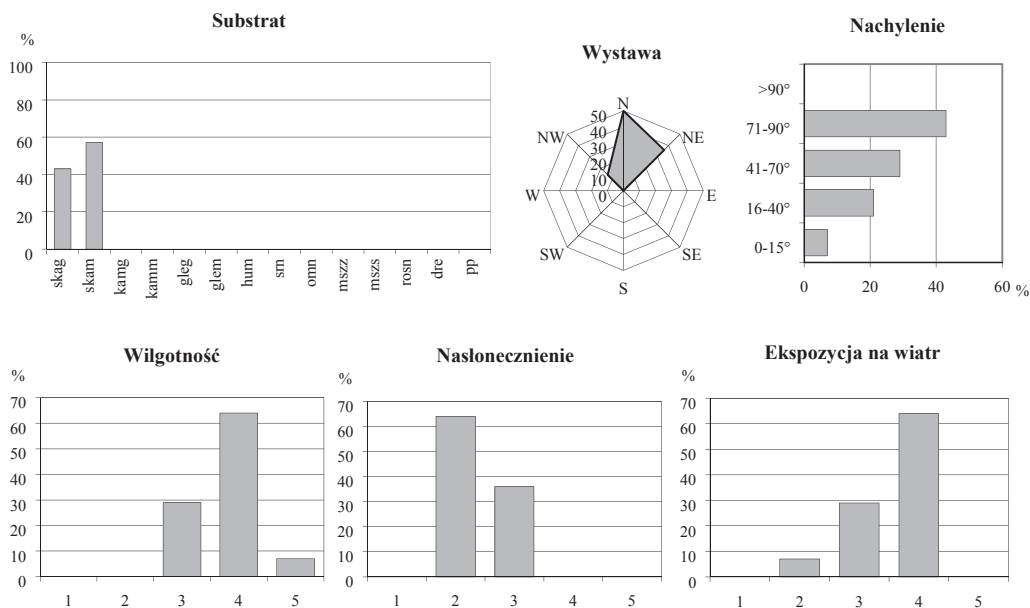 Substrat
%
100
80
60
40
20
0
skag
skam
kamg
kamm
gleg
glem
hum
sm
omn
mszz
mszs
rosn
dre
pp
Wystawa
N
NE
E
SE
S
SW
W
NW
50
40
30
20
10
0
Nachylenie
>90°
71-90°
41-70°
16-40°
0-15°
0 20 40 60 %
Wilgotność
%
70
60
50
40
30
20
10
0
1 2 3 4 5
Nasłonecznienie
%
70
60
50
40
30
20
10
0
1 2 3 4 5
Ekspozycja na wiatr
%
70
60
50
40
30
20
10
0
1 2 3 4 5